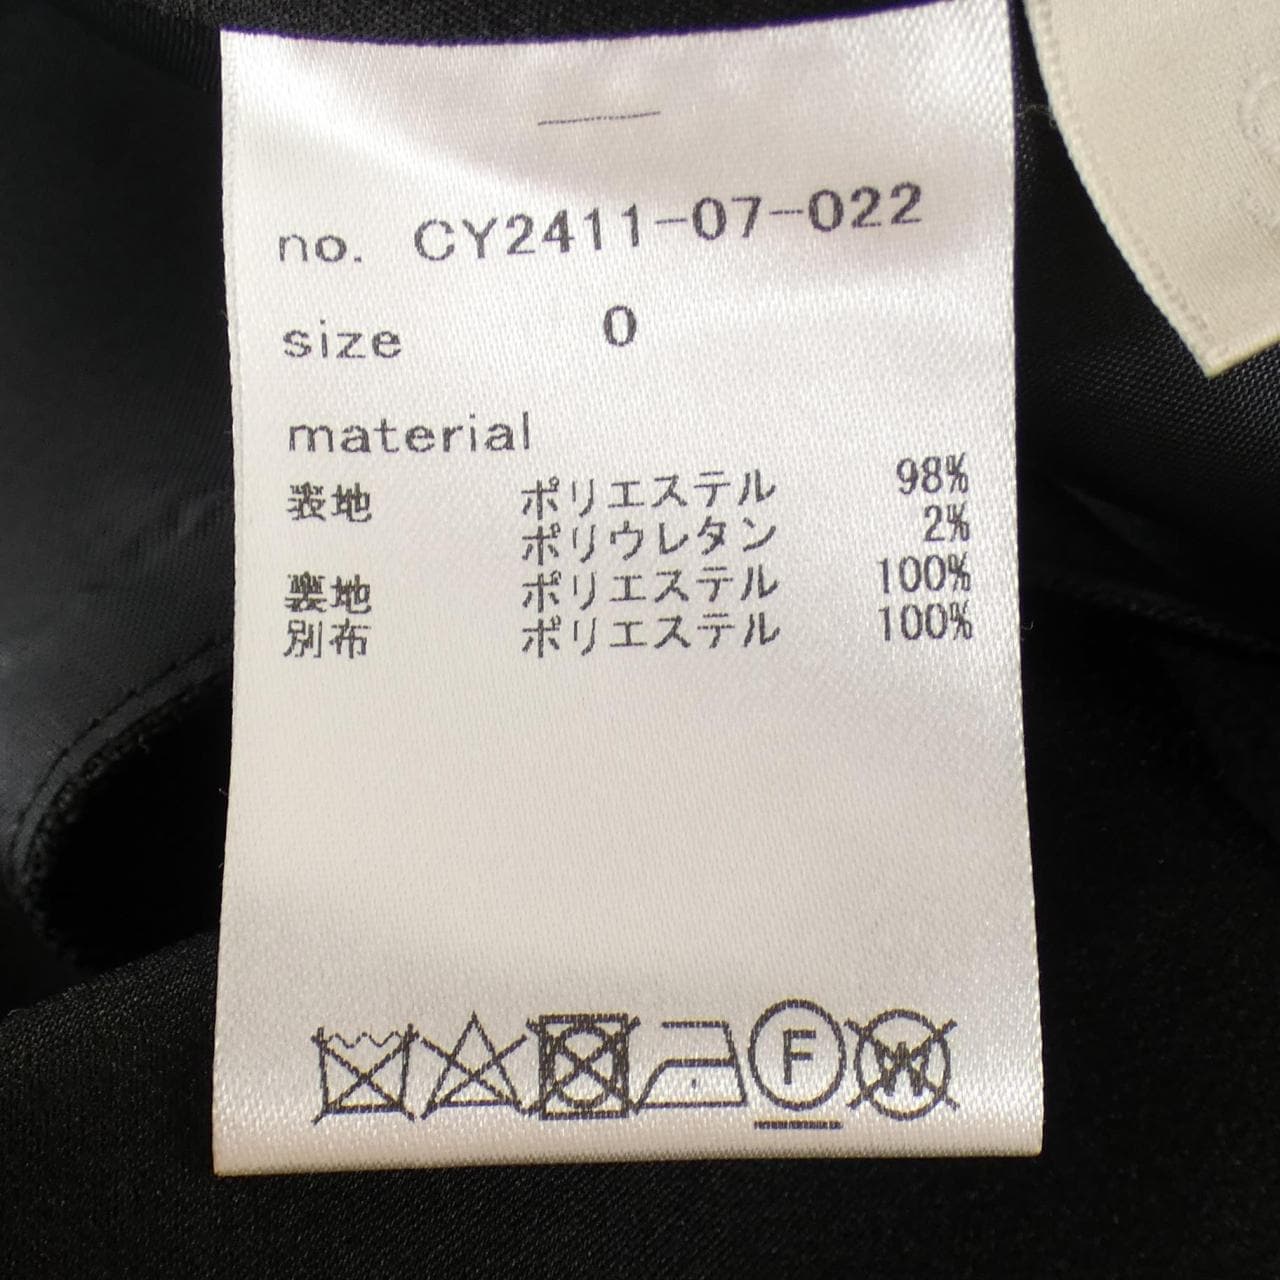 no. CY2411-07-022
size 0
material
表地 ポリエステル 98%
ポリウレタン 2%
裏地 ポリエステル 100%
別布 ポリエステル 100%
F W